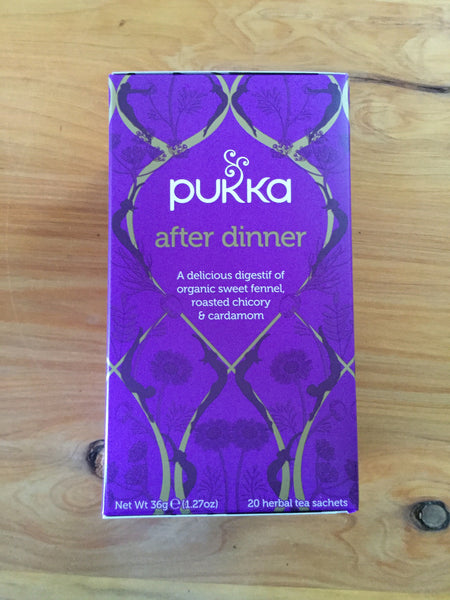 pukka
after dinner
A delicious digestif of
organic sweet fennel,
roasted chicory
& cardamom
Net Wt 36g ℮ (1.27oz)
20 herbal tea sachets